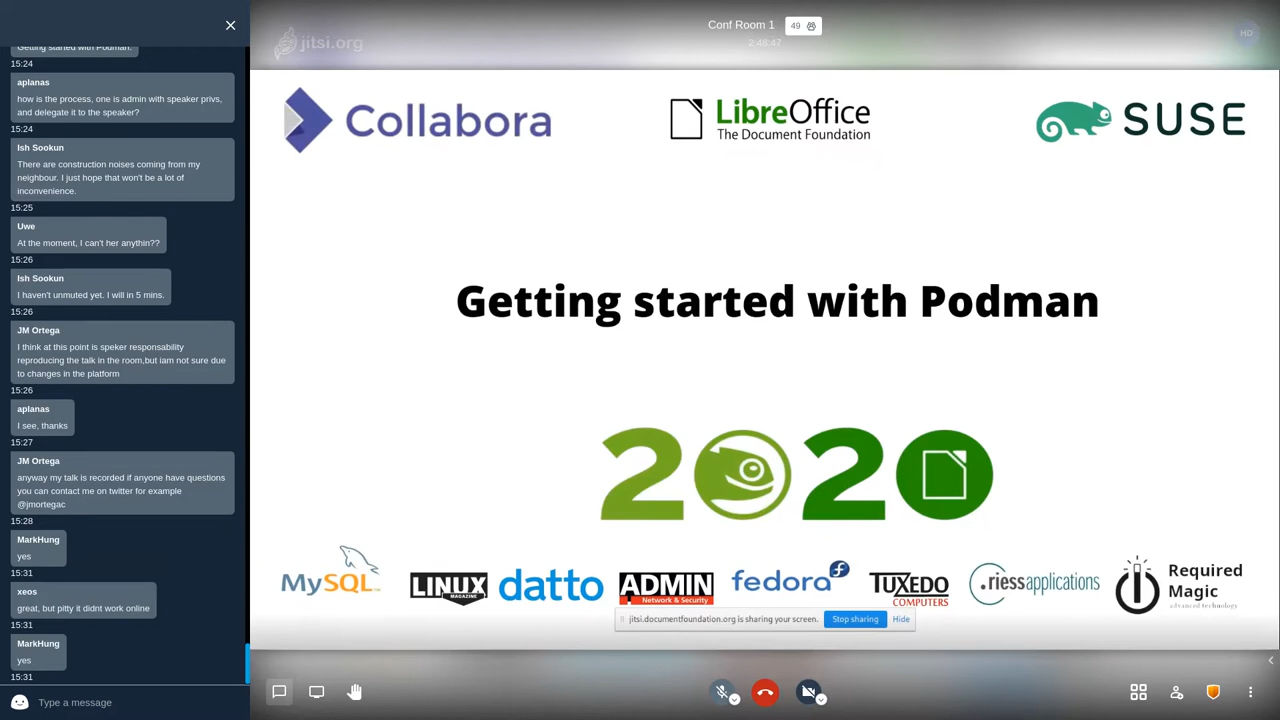 Getting started with Podman.
15:24
aplanas
how is the process, one is admin with speaker privs,
and delegate it to the speaker?
15:24
Ish Sookun
There are construction noises coming from my
neighbour. I just hope that won't be a lot of
inconvenience.
15:25
Uwe
At the moment, I can't her anythin??
15:26
Ish Sookun
I haven't unmuted yet. I will in 5 mins.
15:26
JM Ortega
I think at this point is speker responsability
reproducing the talk in the room,but iam not sure due
to changes in the platform
15:26
aplanas
I see, thanks
15:27
JM Ortega
anyway my talk is recorded if anyone have questions
you can contact me on twitter for example
@jmortegac
15:28
MarkHung
yes
15:31
xeos
great, but pitty it didnt work online
15:31
MarkHung
yes
15:31
Type a message
jitsi.org
Conf Room 1
49
2:48:47
HD
Collabora
LibreOffice
The Document Foundation
SUSE
Getting started with Podman
2020
MySQL
LINUX
MAGAZINE
datto
ADMIN
Network & Security
fedora
TUXEDO
COMPUTERS
.riessapplications
Required
Magic
advanced technology
jitsi.documentfoundation.org is sharing your screen.
Stop sharing
Hide